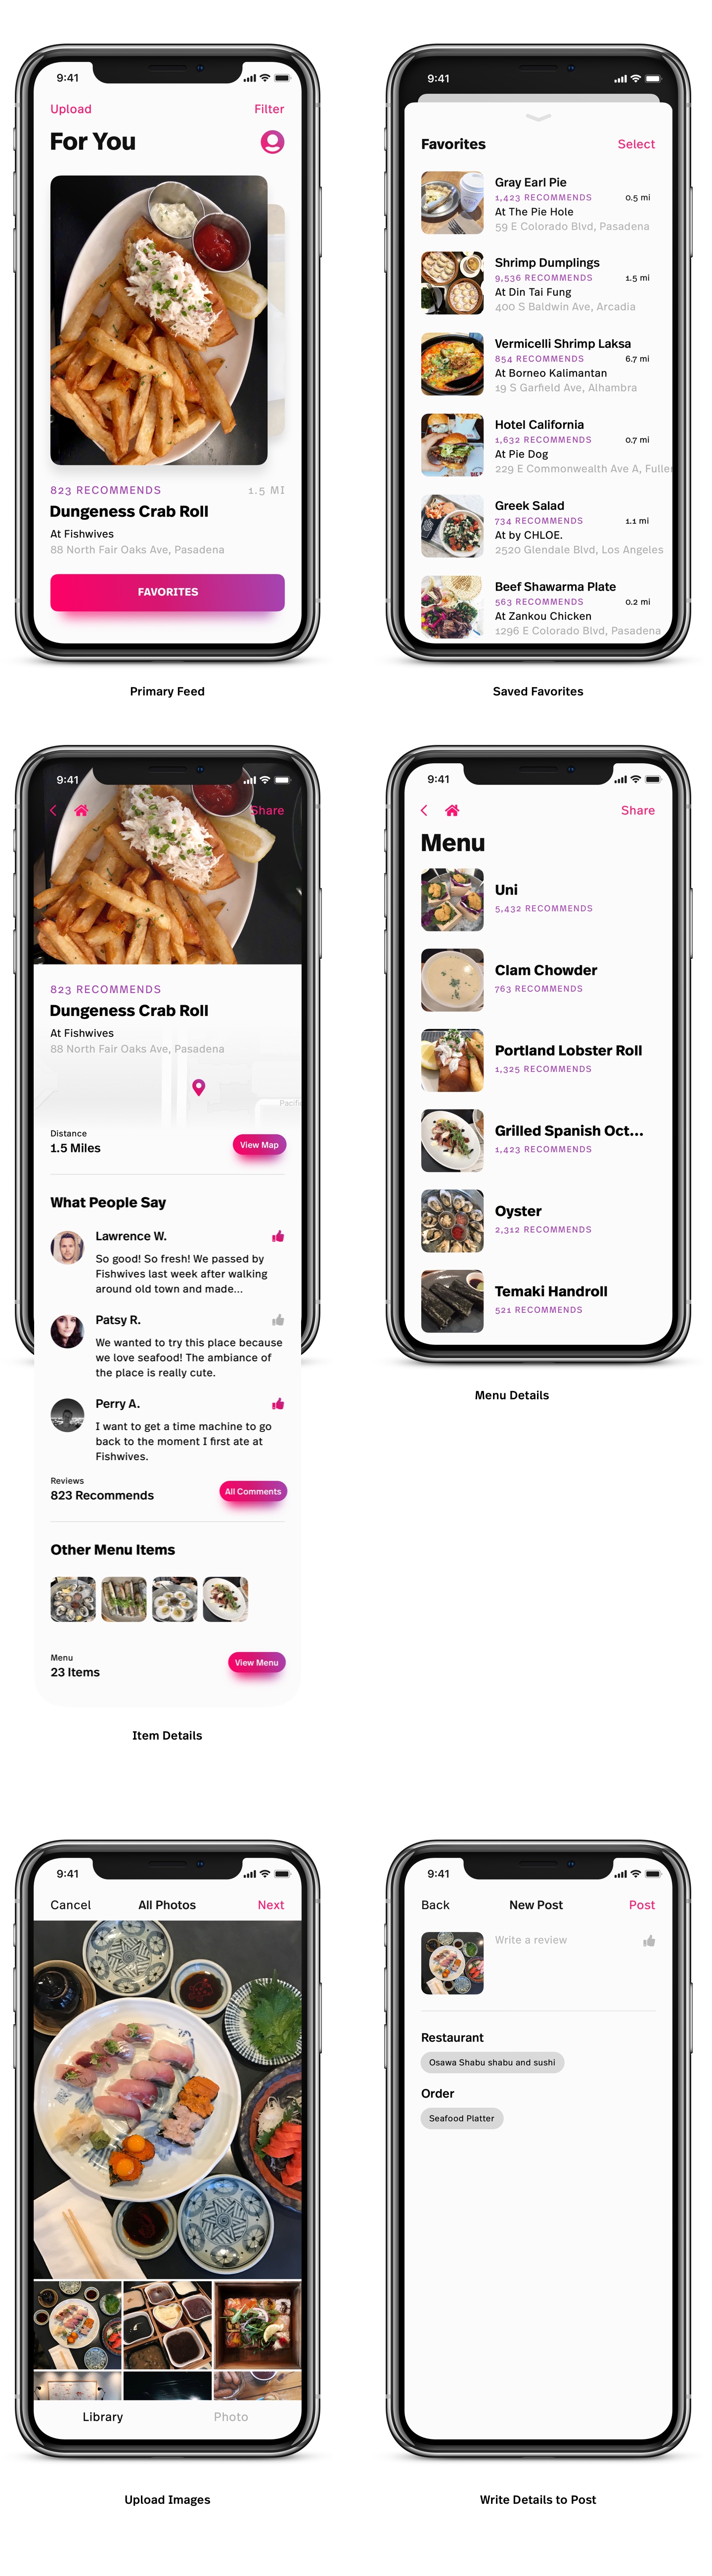 9:41
Upload
Filter
For You
823 RECOMMENDS
1.5 MI
Dungeness Crab Roll
At Fishwives
88 North Fair Oaks Ave, Pasadena
FAVORITES
Primary Feed
9:41
Favorites
Select
Gray Earl Pie
1,423 RECOMMENDS
0.5 mi
At The Pie Hole
59 E Colorado Blvd, Pasadena
Shrimp Dumplings
9,536 RECOMMENDS
1.5 mi
At Din Tai Fung
400 S Baldwin Ave, Arcadia
Vermicelli Shrimp Laksa
854 RECOMMENDS
6.7 mi
At Borneo Kalimantan
19 S Garfield Ave, Alhambra
Hotel California
1,632 RECOMMENDS
0.7 mi
At Pie Dog
229 E Commonwealth Ave A, Fuller
Greek Salad
734 RECOMMENDS
1.1 mi
At by CHLOE.
2520 Glendale Blvd, Los Angeles
Beef Shawarma Plate
563 RECOMMENDS
0.2 mi
At Zankou Chicken
1296 E Colorado Blvd, Pasadena
Saved Favorites
9:41
Share
823 RECOMMENDS
Dungeness Crab Roll
At Fishwives
88 North Fair Oaks Ave, Pasadena
Pacific
Distance
1.5 Miles
View Map
What People Say
Lawrence W.
So good! So fresh! We passed by
Fishwives last week after walking
around old town and made...
Patsy R.
We wanted to try this place because
we love seafood! The ambiance of
the place is really cute.
Perry A.
I want to get a time machine to go
back to the moment I first ate at
Fishwives.
Reviews
823 Recommends
All Comments
Other Menu Items
Menu
23 Items
View Menu
Item Details
9:41
Share
Menu
Uni
5,432 RECOMMENDS
Clam Chowder
763 RECOMMENDS
Portland Lobster Roll
1,325 RECOMMENDS
Grilled Spanish Oct...
1,423 RECOMMENDS
Oyster
2,312 RECOMMENDS
Temaki Handroll
521 RECOMMENDS
Menu Details
9:41
Cancel
All Photos
Next
Library
Photo
Upload Images
9:41
Back
New Post
Post
Write a review
Restaurant
Osawa Shabu shabu and sushi
Order
Seafood Platter
Write Details to Post